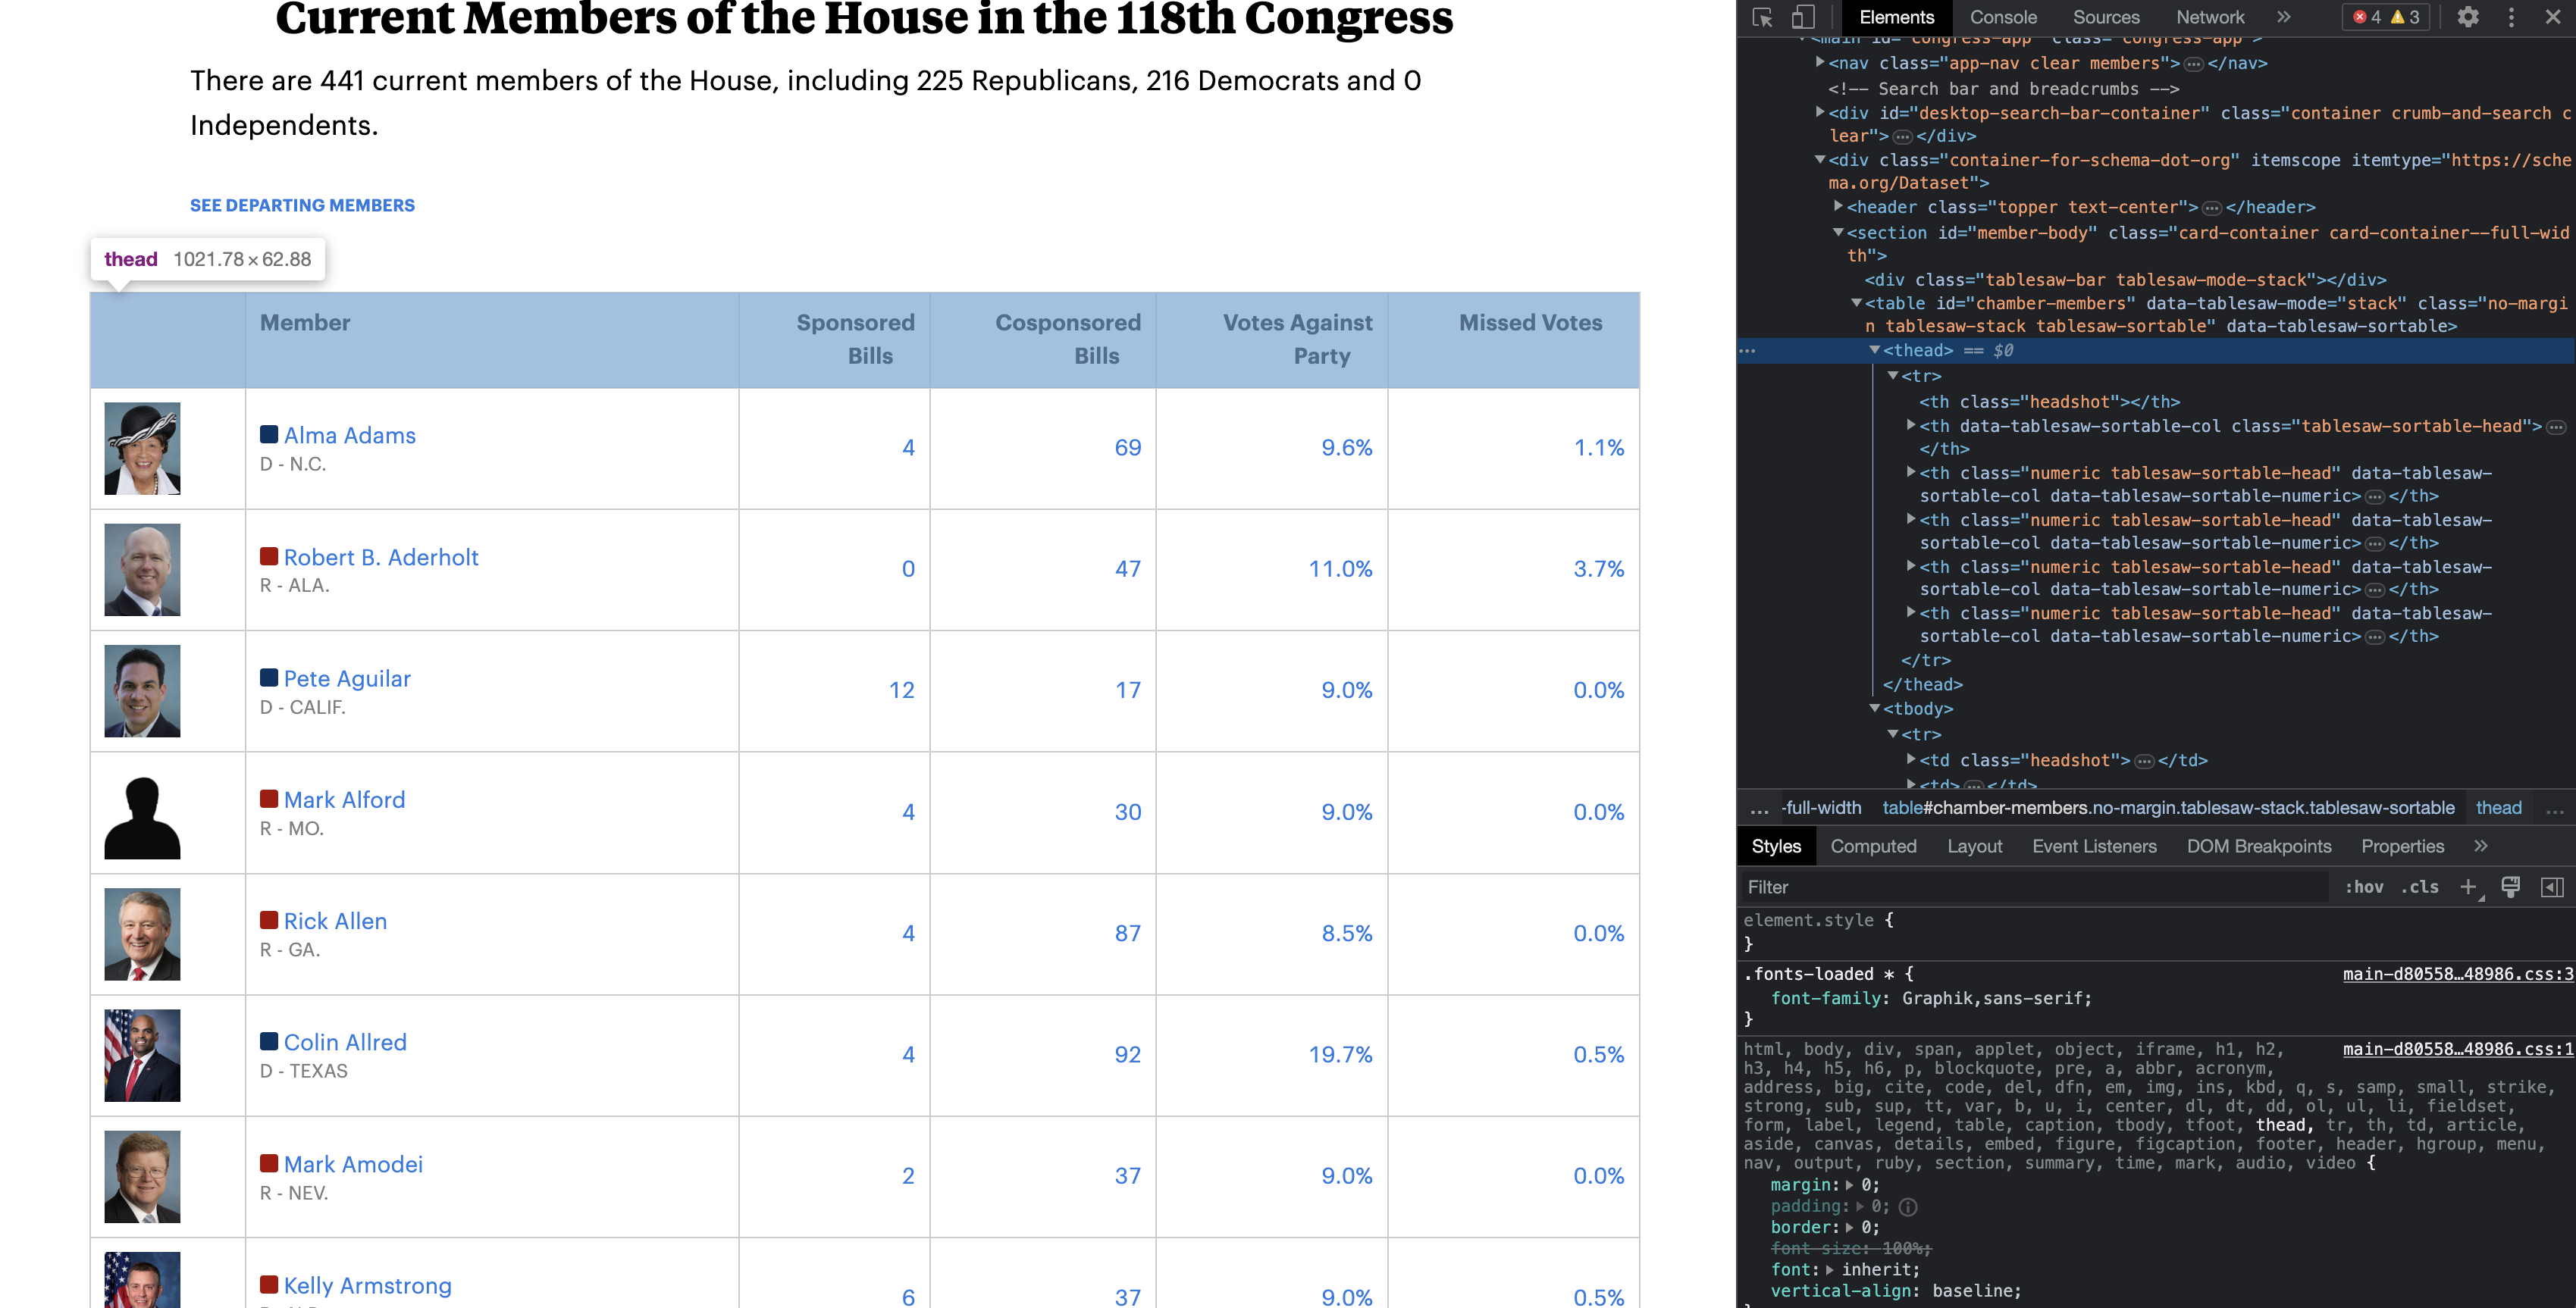 Current Members of the House in the 118th Congress
There are 441 current members of the House, including 225 Republicans, 216 Democrats and 0
Independents.
SEE DEPARTING MEMBERS
thead 1021.78 × 62.88
Member Sponsored Bills Cosponsored Bills Votes Against Party Missed Votes
Alma Adams 4 69 9.6% 1.1%
D - N.C.
Robert B. Aderholt 0 47 11.0% 3.7%
R - ALA.
Pete Aguilar 12 17 9.0% 0.0%
D - CALIF.
Mark Alford 4 30 9.0% 0.0%
R - MO.
Rick Allen 4 87 8.5% 0.0%
R - GA.
Colin Allred 4 92 19.7% 0.5%
D - TEXAS
Mark Amodei 2 37 9.0% 0.0%
R - NEV.
Kelly Armstrong 6 37 9.0% 0.5%
Elements Console Sources Network » 4 3
<main id="congress-app" class="congress-app">
<nav class="app-nav clear members">…</nav>
<!-- Search bar and breadcrumbs -->
<div id="desktop-search-bar-container" class="container crumb-and-search c
lear">…</div>
<div class="container-for-schema-dot-org" itemscope itemtype="https://sche
ma.org/Dataset">
<header class="topper text-center">…</header>
<section id="member-body" class="card-container card-container--full-wid
th">
<div class="tablesaw-bar tablesaw-mode-stack"></div>
<table id="chamber-members" data-tablesaw-mode="stack" class="no-margi
n tablesaw-stack tablesaw-sortable" data-tablesaw-sortable>
… <thead> == $0
<tr>
<th class="headshot"></th>
<th data-tablesaw-sortable-col class="tablesaw-sortable-head">…
</th>
<th class="numeric tablesaw-sortable-head" data-tablesaw-
sortable-col data-tablesaw-sortable-numeric>…</th>
<th class="numeric tablesaw-sortable-head" data-tablesaw-
sortable-col data-tablesaw-sortable-numeric>…</th>
<th class="numeric tablesaw-sortable-head" data-tablesaw-
sortable-col data-tablesaw-sortable-numeric>…</th>
<th class="numeric tablesaw-sortable-head" data-tablesaw-
sortable-col data-tablesaw-sortable-numeric>…</th>
</tr>
</thead>
<tbody>
<tr>
<td class="headshot">…</td>
<td>…</td>
… -full-width table#chamber-members.no-margin.tablesaw-stack.tablesaw-sortable thead …
Styles Computed Layout Event Listeners DOM Breakpoints Properties »
Filter :hov .cls +
element.style {
}
.fonts-loaded * { main-d80558…48986.css:3
font-family: Graphik,sans-serif;
}
html, body, div, span, applet, object, iframe, h1, h2, main-d80558…48986.css:1
h3, h4, h5, h6, p, blockquote, pre, a, abbr, acronym,
address, big, cite, code, del, dfn, em, img, ins, kbd, q, s, samp, small, strike,
strong, sub, sup, tt, var, b, u, i, center, dl, dt, dd, ol, ul, li, fieldset,
form, label, legend, table, caption, tbody, tfoot, thead, tr, th, td, article,
aside, canvas, details, embed, figure, figcaption, footer, header, hgroup, menu,
nav, output, ruby, section, summary, time, mark, audio, video {
margin: 0;
padding: 0;
border: 0;
font-size: 100%;
font: inherit;
vertical-align: baseline;